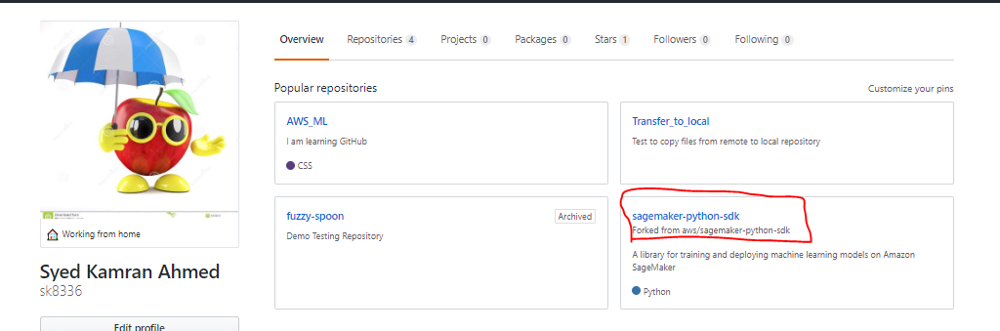 Overview Repositories 4 Projects 0 Packages 0 Stars 1 Followers 0 Following 0
Popular repositories
Customize your pins
AWS_ML
I am learning GitHub
CSS
Transfer_to_local
Test to copy files from remote to local repository
fuzzy-spoon
Archived
Demo Testing Repository
sagemaker-python-sdk
Forked from aws/sagemaker-python-sdk
A library for training and deploying machine learning models on Amazon
SageMaker
Python
Working from home
Syed Kamran Ahmed
sk8336
Edit profile